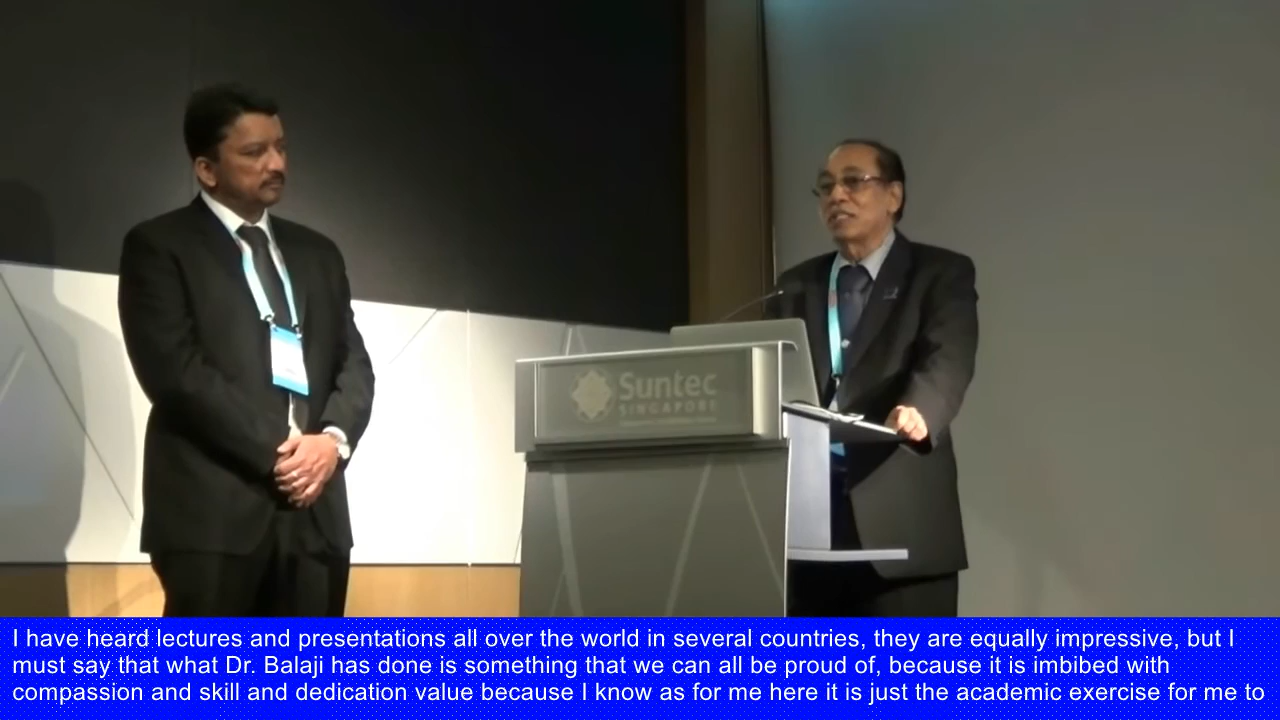 Suntec
SINGAPORE
I have heard lectures and presentations all over the world in several countries, they are equally impressive, but I
must say that what Dr. Balaji has done is something that we can all be proud of, because it is imbibed with
compassion and skill and dedication value because I know as for me here it is just the academic exercise for me to